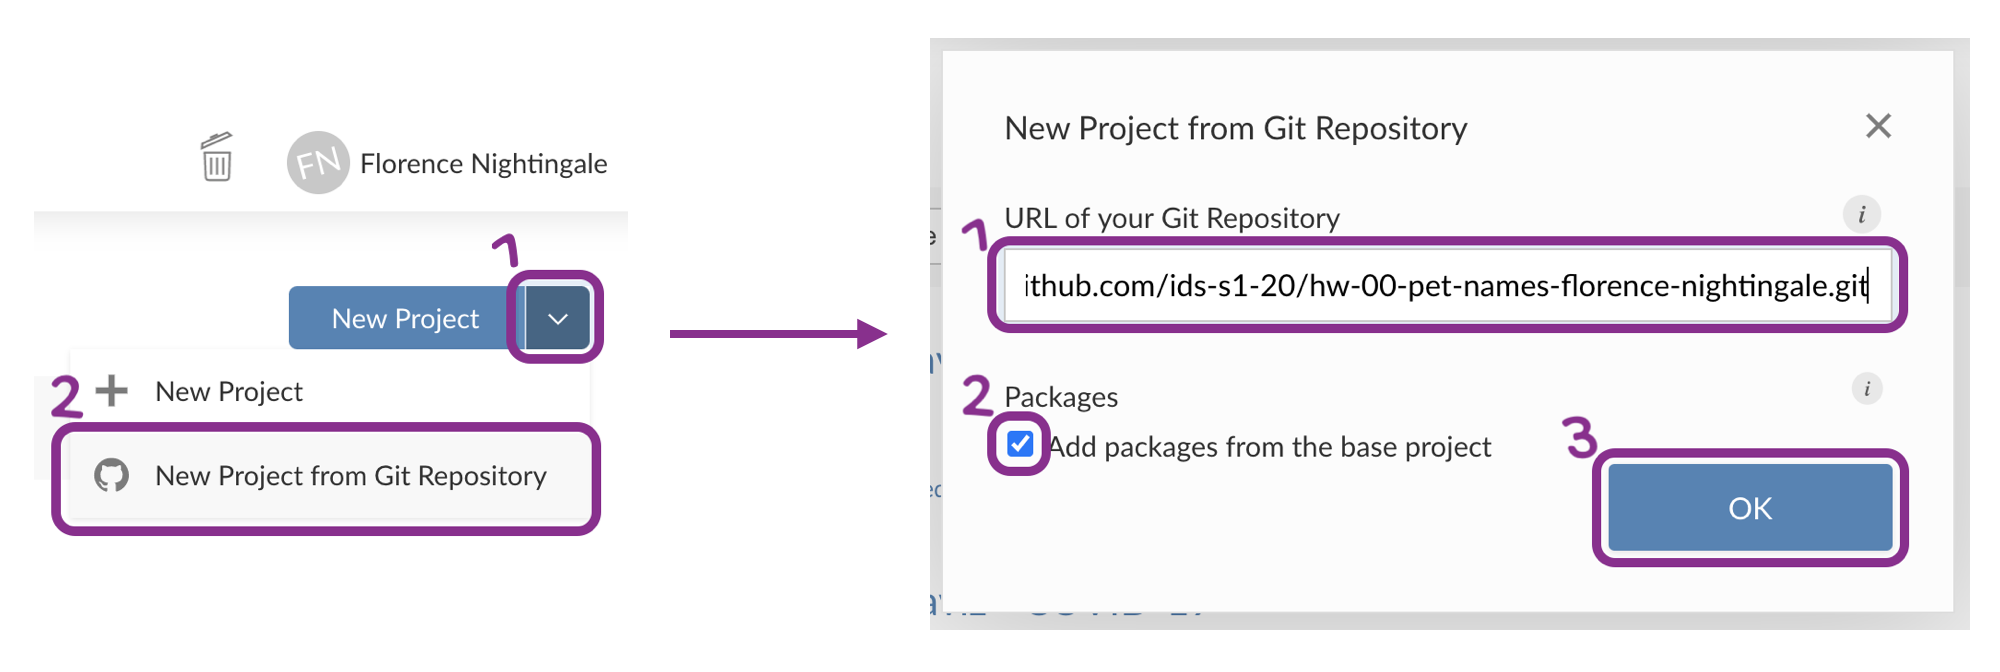 FN Florence Nightingale
1
New Project
2
New Project
New Project from Git Repository
New Project from Git Repository
URL of your Git Repository i
1
ithub.com/ids-s1-20/hw-00-pet-names-florence-nightingale.git
2
Packages i
Add packages from the base project
3
OK